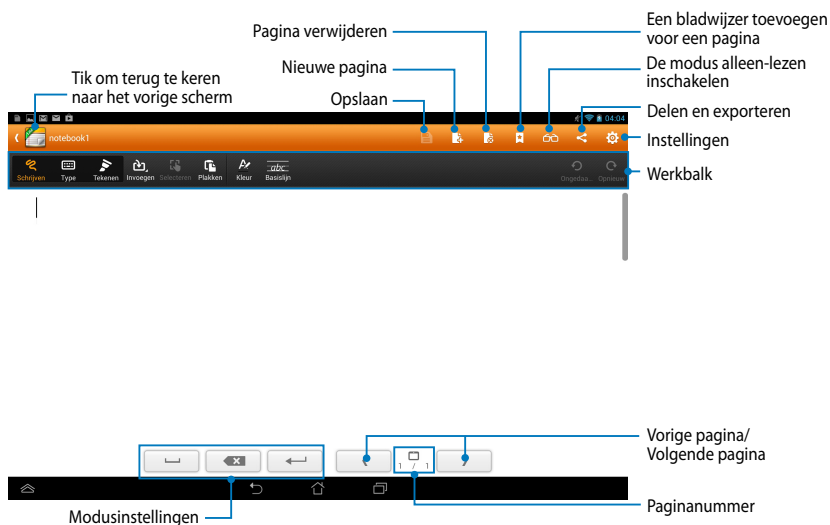 Een bladwijzer toevoegen
voor een pagina
Pagina verwijderen
De modus alleen-lezen
inschakelen
Nieuwe pagina
Tik om terug te keren
naar het vorige scherm
Opslaan
Delen en exporteren
04:04
notebook1
Instellingen
Schrijven Type Tekenen Invoegen Selecteren Plakken Kleur abc Basislijn Ongedaa... Opnieuw
Werkbalk
Vorige pagina/
Volgende pagina
1 / 1
Paginanummer
Modusinstellingen